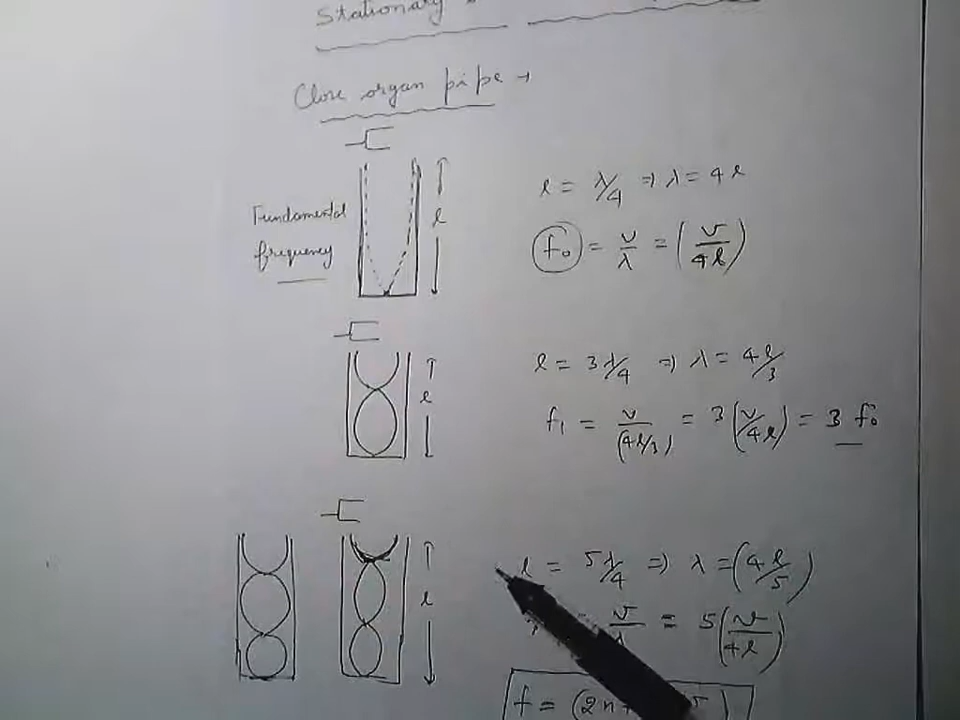 Stationary
Close organ pipe →
Fundamental
frequency
l
l = λ/4 ⇒ λ = 4l
f₀ = v/λ = (v/4l)
l
l = 3λ/4 ⇒ λ = 4l/3
f₁ = v/(4l/3) = 3(v/4l) = 3 f₀
l
l = 5λ/4 ⇒ λ = (4l/5)
= v/λ = 5(v/4l)
f = (2n